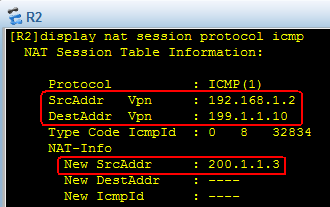 R2
[R2]display nat session protocol icmp
NAT Session Table Information:
Protocol : ICMP(1)
SrcAddr Vpn : 192.168.1.2
DestAddr Vpn : 199.1.1.10
Type Code IcmpId : 0 8 32834
NAT-Info
New SrcAddr : 200.1.1.3
New DestAddr : ----
New IcmpId : ----